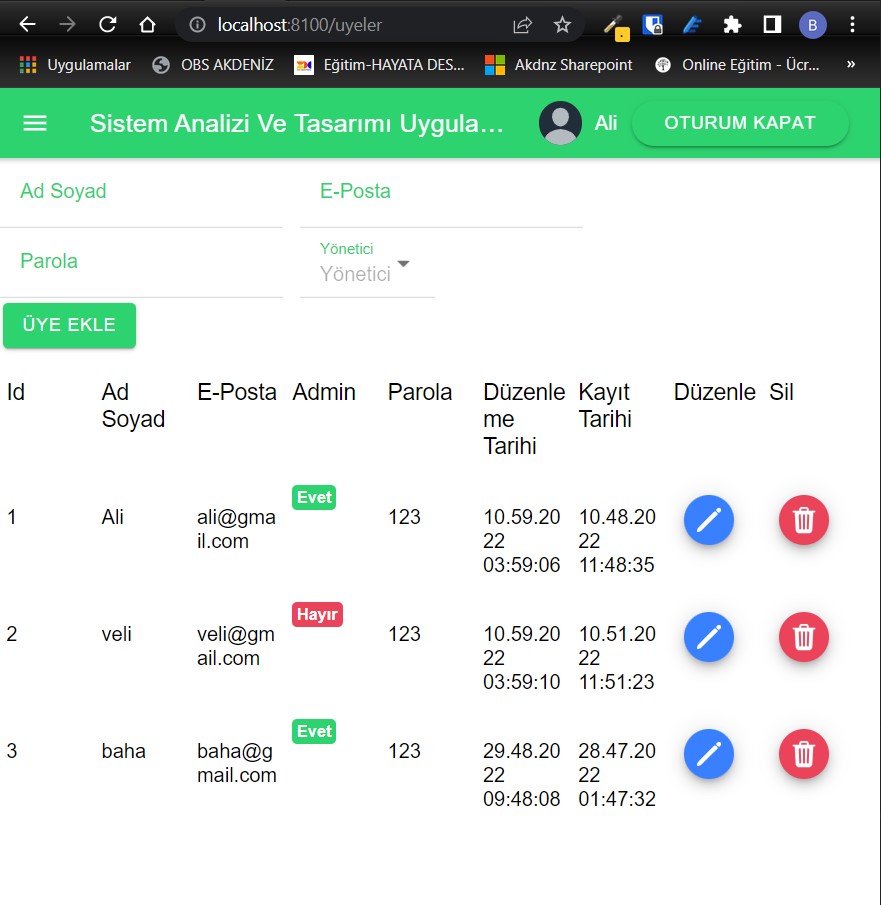 localhost:8100/uyeler
B
Uygulamalar OBS AKDENİZ Eğitim-HAYATA DES... Akdnz Sharepoint Online Eğitim - Ücr... »
Sistem Analizi Ve Tasarımı Uygula... Ali OTURUM KAPAT
Ad Soyad E-Posta
Parola Yönetici
Yönetici
ÜYE EKLE
Id Ad Soyad E-Posta Admin Parola Düzenleme Tarihi Kayıt Tarihi Düzenle Sil
1 Ali ali@gmail.com Evet 123 10.59.2022 03:59:06 10.48.2022 11:48:35
2 veli veli@gmail.com Hayır 123 10.59.2022 03:59:10 10.51.2022 11:51:23
3 baha baha@gmail.com Evet 123 29.48.2022 09:48:08 28.47.2022 01:47:32